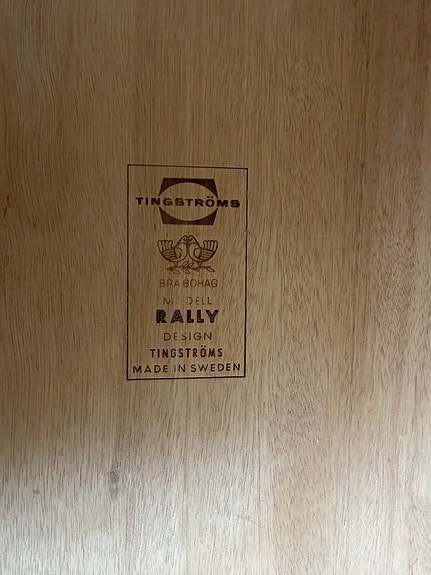 TINGSTRÖMS
BRA BOHAG
MODELL
RALLY
DESIGN
TINGSTRÖMS
MADE IN SWEDEN